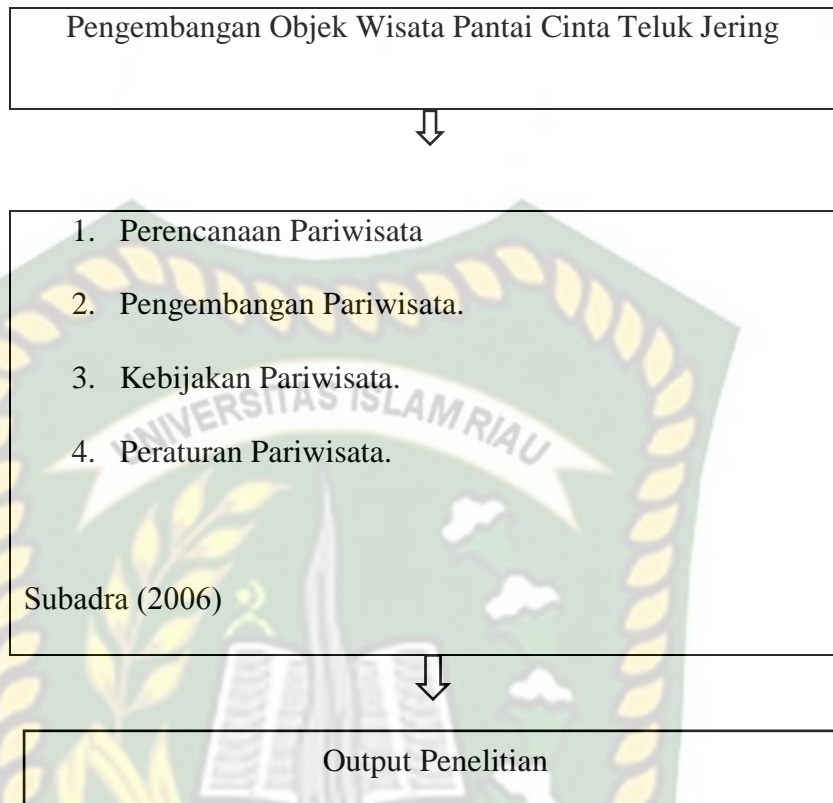 Pengembangan Objek Wisata Pantai Cinta Teluk Jering
1. Perencanaan Pariwisata
2. Pengembangan Pariwisata.
3. Kebijakan Pariwisata.
UNIVERSITAS ISLAM RIAU
4. Peraturan Pariwisata.
Subadra (2006)
Output Penelitian